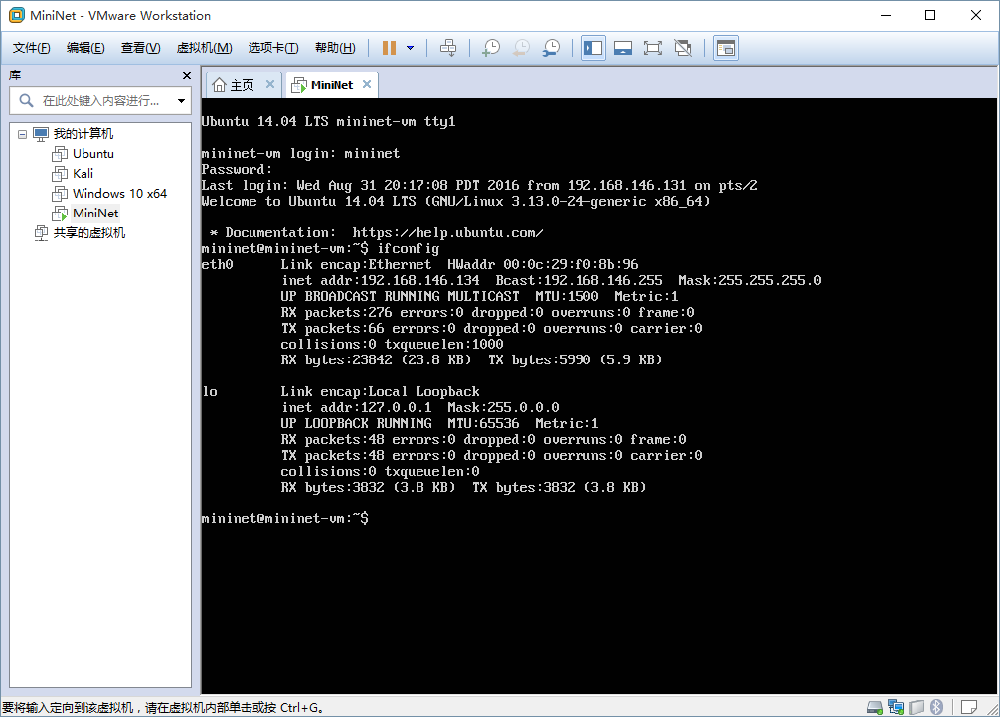 MiniNet - VMware Workstation
文件(F) 编辑(E) 查看(V) 虚拟机(M) 选项卡(T) 帮助(H)
库
在此处键入内容进行...
我的计算机
Ubuntu
Kali
Windows 10 x64
MiniNet
共享的虚拟机
主页 MiniNet
Ubuntu 14.04 LTS mininet-vm tty1
mininet-vm login: mininet
Password:
Last login: Wed Aug 31 20:17:08 PDT 2016 from 192.168.146.131 on pts/2
Welcome to Ubuntu 14.04 LTS (GNU/Linux 3.13.0-24-generic x86_64)
* Documentation:  https://help.ubuntu.com/
mininet@mininet-vm:~$ ifconfig
eth0      Link encap:Ethernet  HWaddr 00:0c:29:f0:8b:96
inet addr:192.168.146.134  Bcast:192.168.146.255  Mask:255.255.255.0
UP BROADCAST RUNNING MULTICAST  MTU:1500  Metric:1
RX packets:276 errors:0 dropped:0 overruns:0 frame:0
TX packets:66 errors:0 dropped:0 overruns:0 carrier:0
collisions:0 txqueuelen:1000
RX bytes:23842 (23.8 KB)  TX bytes:5990 (5.9 KB)
lo        Link encap:Local Loopback
inet addr:127.0.0.1  Mask:255.0.0.0
UP LOOPBACK RUNNING  MTU:65536  Metric:1
RX packets:48 errors:0 dropped:0 overruns:0 frame:0
TX packets:48 errors:0 dropped:0 overruns:0 carrier:0
collisions:0 txqueuelen:0
RX bytes:3832 (3.8 KB)  TX bytes:3832 (3.8 KB)
mininet@mininet-vm:~$
要将输入定向到该虚拟机，请在虚拟机内部单击或按 Ctrl+G。